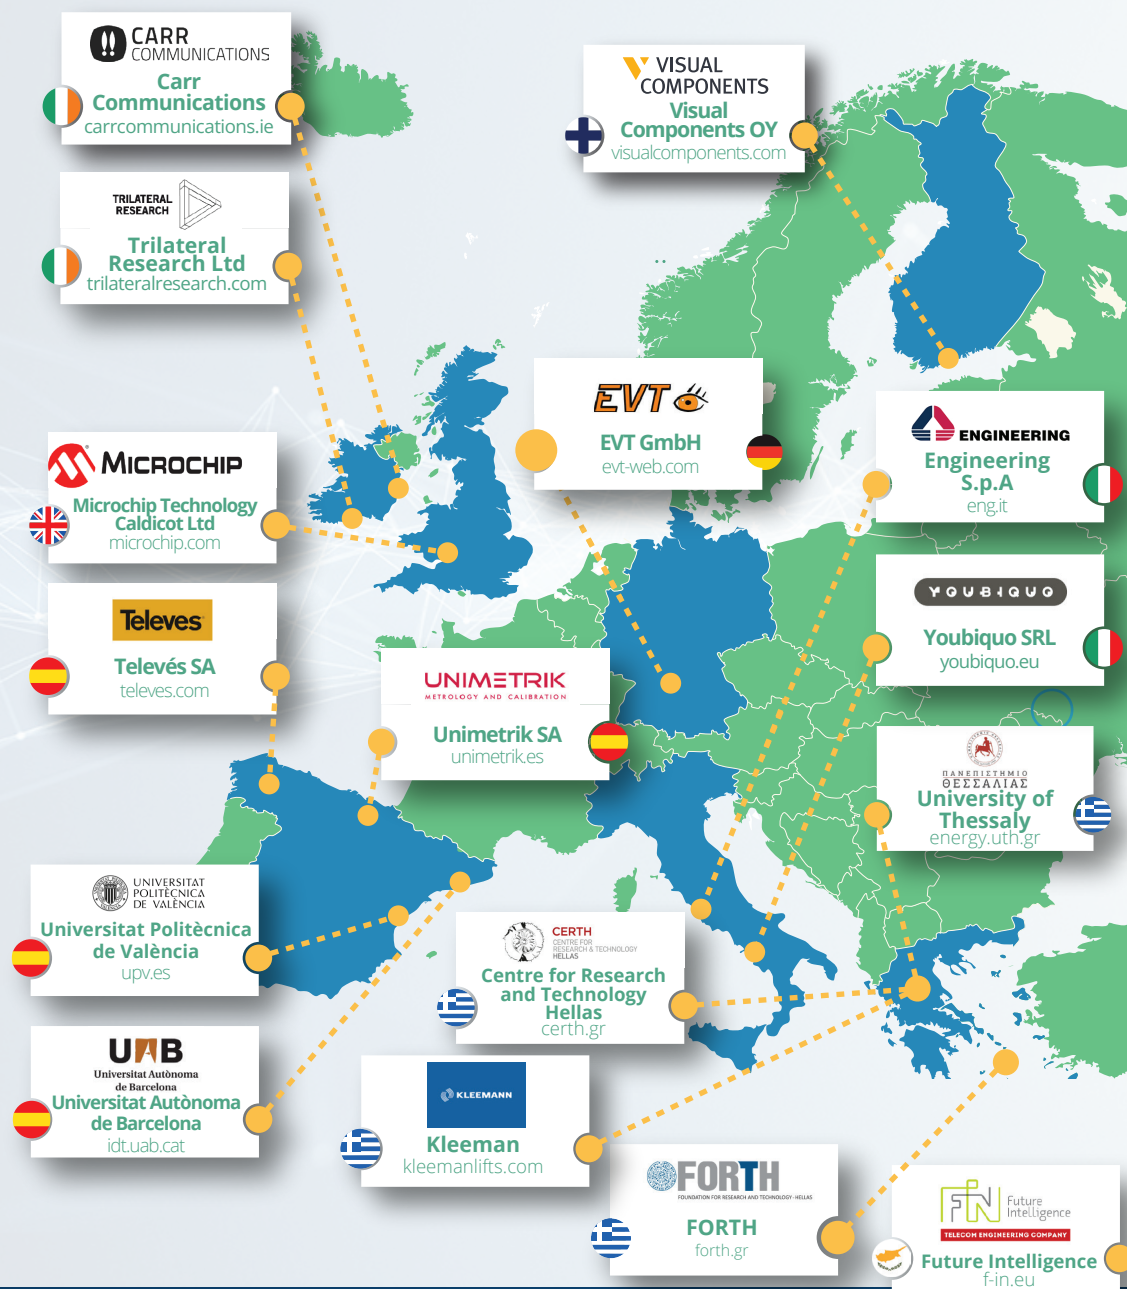 CARR
COMMUNICATIONS
Carr
Communications
carrcommunications.ie
VISUAL
COMPONENTS
Visual
Components OY
visualcomponents.com
TRILATERAL
RESEARCH
Trilateral
Research Ltd
trilateralresearch.com
EVT
EVT GmbH
evt-web.com
ENGINEERING
Engineering
S.p.A
eng.it
MICROCHIP
Microchip Technology
Caldicot Ltd
microchip.com
YOUBIQUO
Youbiquo SRL
youbiquo.eu
Televes
Televés SA
televes.com
UNIMETRIK
METROLOGY AND CALIBRATION
Unimetrik SA
unimetrik.es
ΠΑΝΕΠΙΣΤΗΜΙΟ
ΘΕΣΣΑΛΙΑΣ
University of
Thessaly
energy.uth.gr
UNIVERSITAT
POLITÈCNICA
DE VALÈNCIA
Universitat Politècnica
de València
upv.es
CERTH
CENTRE FOR
RESEARCH & TECHNOLOGY
HELLAS
Centre for Research
and Technology
Hellas
certh.gr
UAB
Universitat Autònoma
de Barcelona
Universitat Autònoma
de Barcelona
idt.uab.cat
KLEEMANN
Kleeman
kleemanlifts.com
FORTH
FOUNDATION FOR RESEARCH AND TECHNOLOGY - HELLAS
FORTH
forth.gr
FIN
Future
Intelligence
TELECOM ENGINEERING COMPANY
Future Intelligence
f-in.eu